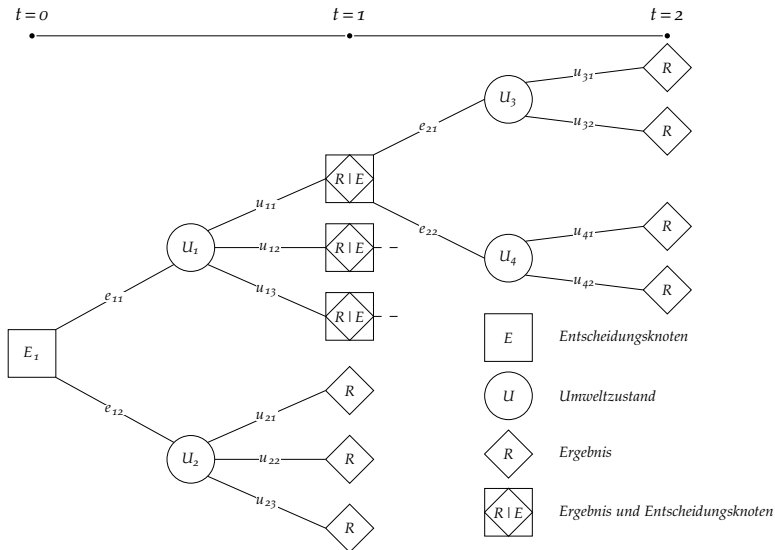 t = 0 t = 1 t = 2
R
u31
U3
u32
R
e21
R | E
u11
e22
u41
R
U1
u12
R | E
U4
u42
R
u13
R | E
e11
E Entscheidungsknoten
E1
R
U Umweltzustand
e12
u21
U2
u22
R
R Ergebnis
u23
R
R | E Ergebnis und Entscheidungsknoten